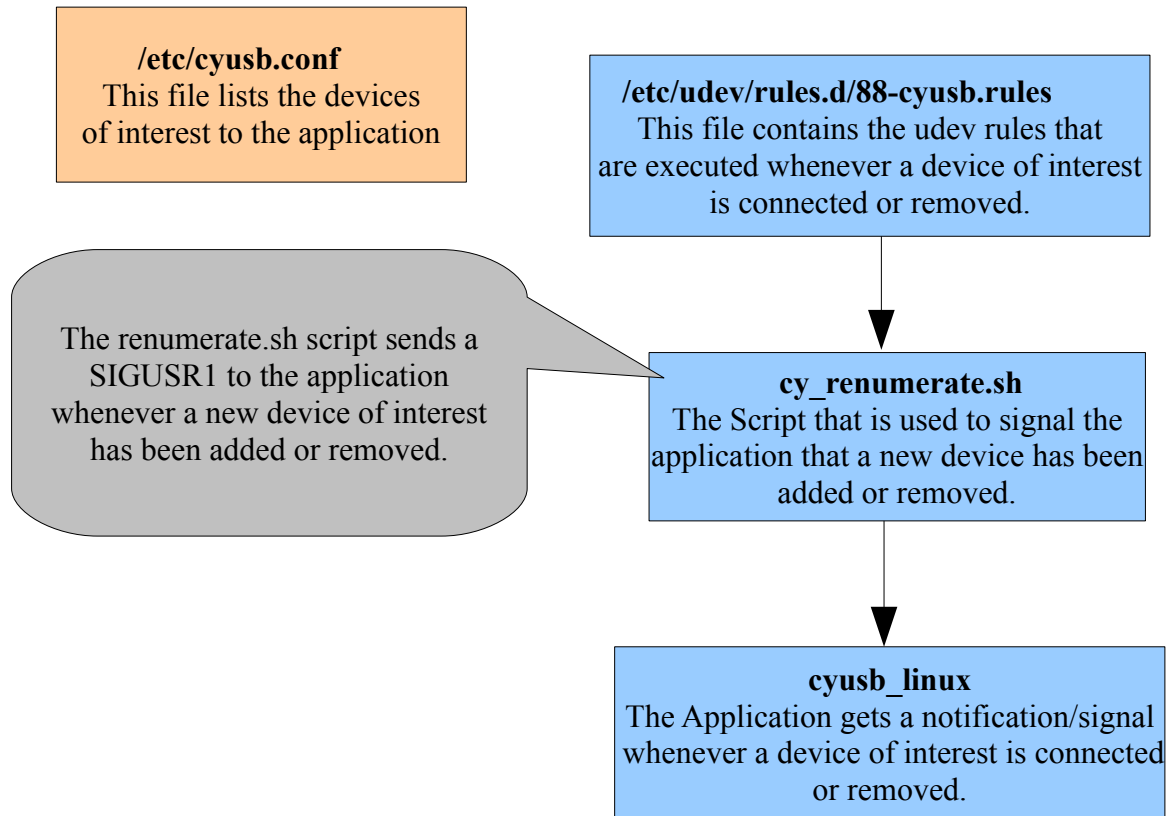 /etc/cyusb.conf
This file lists the devices
of interest to the application
/etc/udev/rules.d/88-cyusb.rules
This file contains the udev rules that
are executed whenever a device of interest
is connected or removed.
The renumerate.sh script sends a
SIGUSR1 to the application
whenever a new device of interest
has been added or removed.
cy_renumerate.sh
The Script that is used to signal the
application that a new device has been
added or removed.
cyusb_linux
The Application gets a notification/signal
whenever a device of interest is connected
or removed.